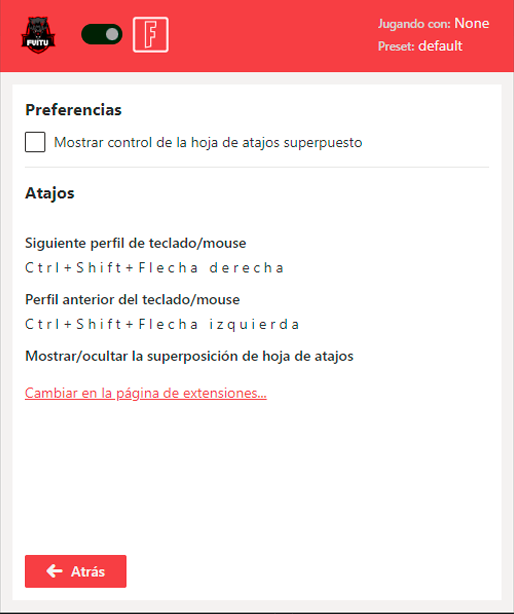 FUITU
F
Jugando con: None
Preset: default
Preferencias
Mostrar control de la hoja de atajos superpuesto
Atajos
Siguiente perfil de teclado/mouse
Ctrl+Shift+Flecha derecha
Perfil anterior del teclado/mouse
Ctrl+Shift+Flecha izquierda
Mostrar/ocultar la superposición de hoja de atajos
Cambiar en la página de extensiones...
Atrás